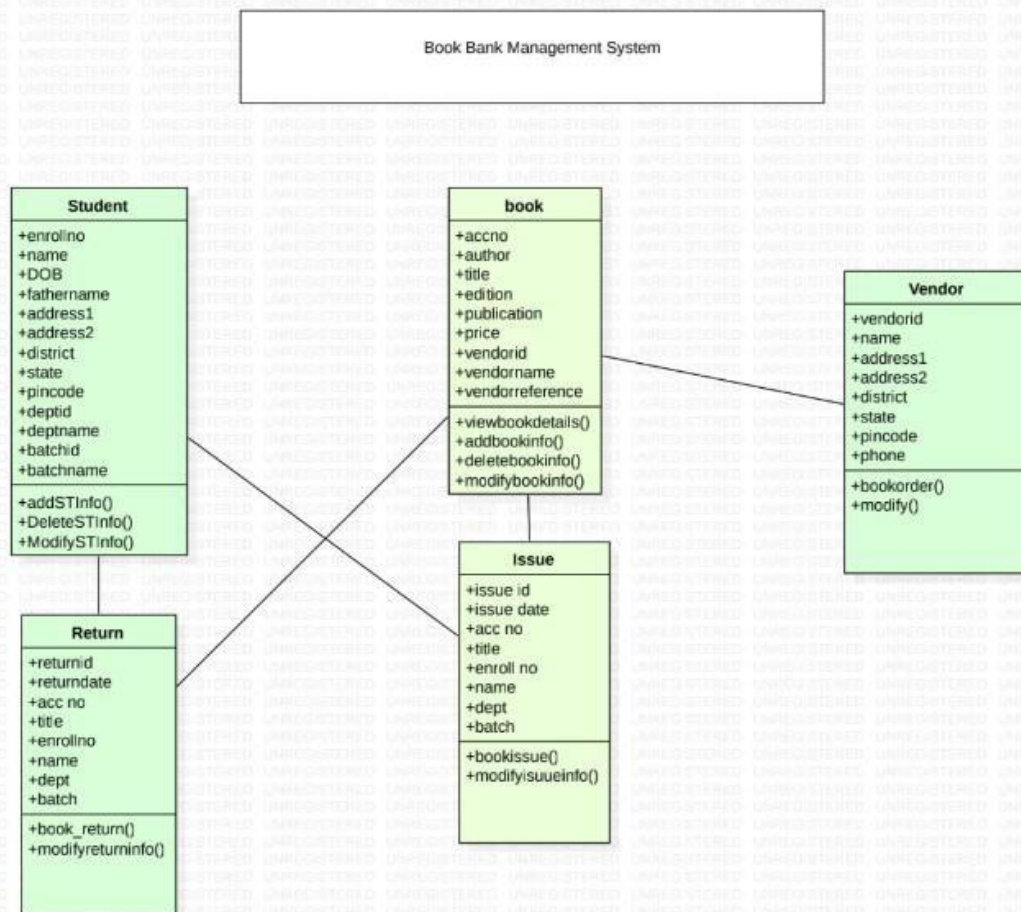 Book Bank Management System
Student
+enrollno
+name
+DOB
+fathername
+address1
+address2
+district
+state
+pincode
+deptid
+deptname
+batchid
+batchname
+addSTInfo()
+DeleteSTInfo()
+ModifySTInfo()
book
+accno
+author
+title
+edition
+publication
+price
+vendorid
+vendorname
+vendorreference
+viewbookdetails()
+addbookinfo()
+deletebookinfo()
+modifybookinfo()
Vendor
+vendorid
+name
+address1
+address2
+district
+state
+pincode
+phone
+bookorder()
+modify()
Return
+returnid
+returndate
+acc no
+title
+enrollno
+name
+dept
+batch
+book_return()
+modifyreturninfo()
Issue
+issue id
+issue date
+acc no
+title
+enroll no
+name
+dept
+batch
+bookissue()
+modifyisuueinfo()
UNREGISTERED